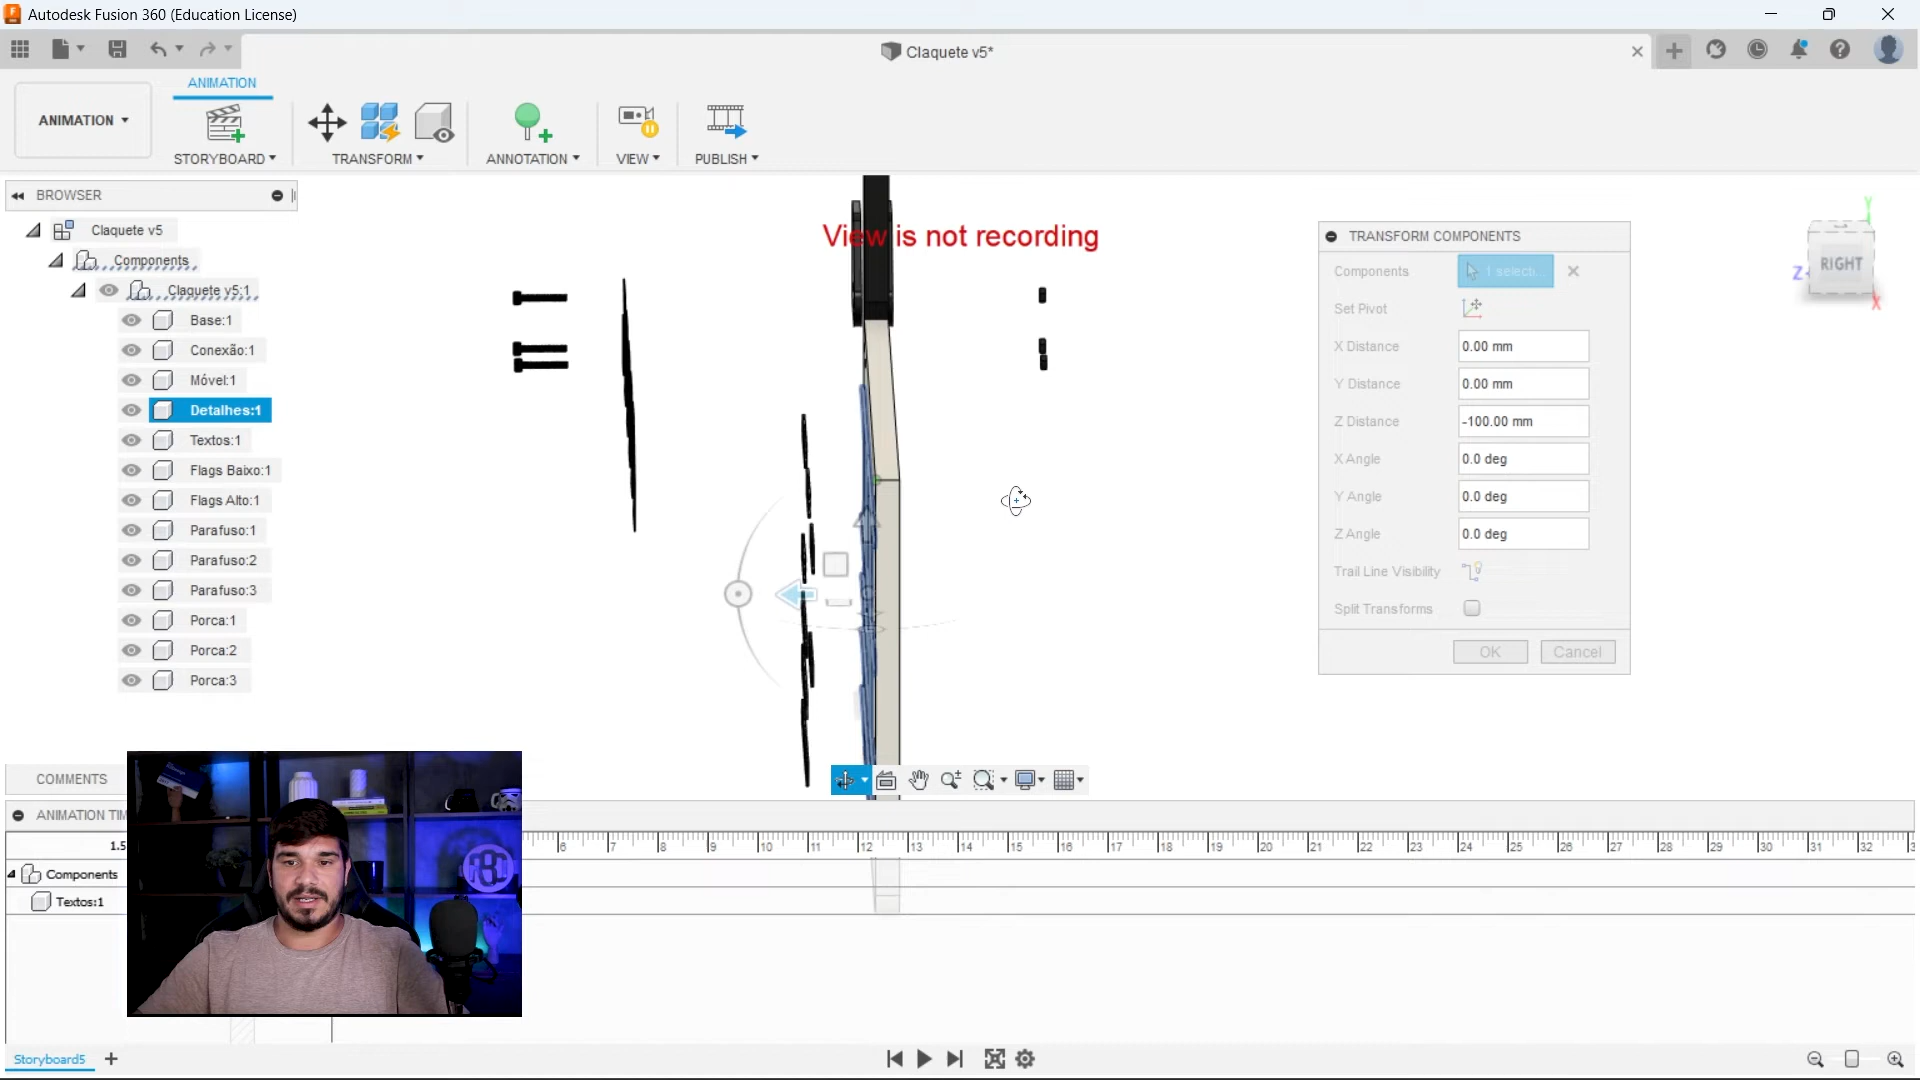 Autodesk Fusion 360 (Education License)
Claquete v5*
ANIMATION
ANIMATION
STORYBOARD
TRANSFORM
ANNOTATION
VIEW
PUBLISH
BROWSER
Claquete v5
Components
Claquete v5:1
Base:1
Conexão:1
Móvel:1
Detalhes:1
Textos:1
Flags Baixo:1
Flags Alto:1
Parafuso:1
Parafuso:2
Parafuso:3
Porca:1
Porca:2
Porca:3
View is not recording
TRANSFORM COMPONENTS
Components 1 selecti...
Set Pivot
X Distance 0.00 mm
Y Distance 0.00 mm
Z Distance -100.00 mm
X Angle 0.0 deg
Y Angle 0.0 deg
Z Angle 0.0 deg
Trail Line Visibility
Split Transforms
OK Cancel
Y
Z
RIGHT
X
COMMENTS
ANIMATION TIM
1.5
6 7 8 9 10 11 12 13 14 15 16 17 18 19 20 21 22 23 24 25 26 27 28 29 30 31 32 3
Components
Textos:1
Storyboard5